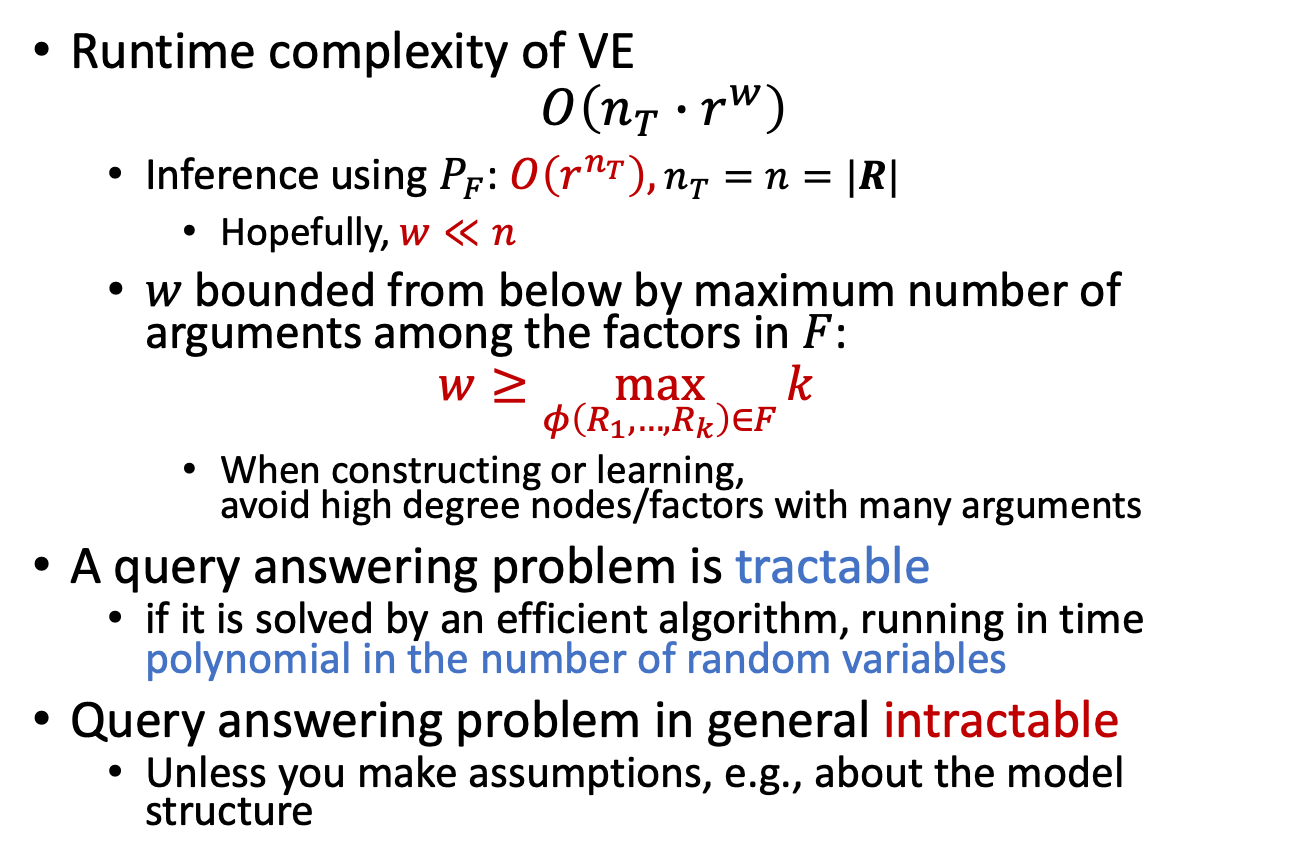 • Runtime complexity of VE
O(n_T · r^w)
• Inference using P_F: O(r^{n_T}), n_T = n = |R|
• Hopefully, w ≪ n
• w bounded from below by maximum number of
arguments among the factors in F:
w ≥ max k
ϕ(R_1,…,R_k)∈F
• When constructing or learning,
avoid high degree nodes/factors with many arguments
• A query answering problem is tractable
• if it is solved by an efficient algorithm, running in time
polynomial in the number of random variables
• Query answering problem in general intractable
• Unless you make assumptions, e.g., about the model
structure